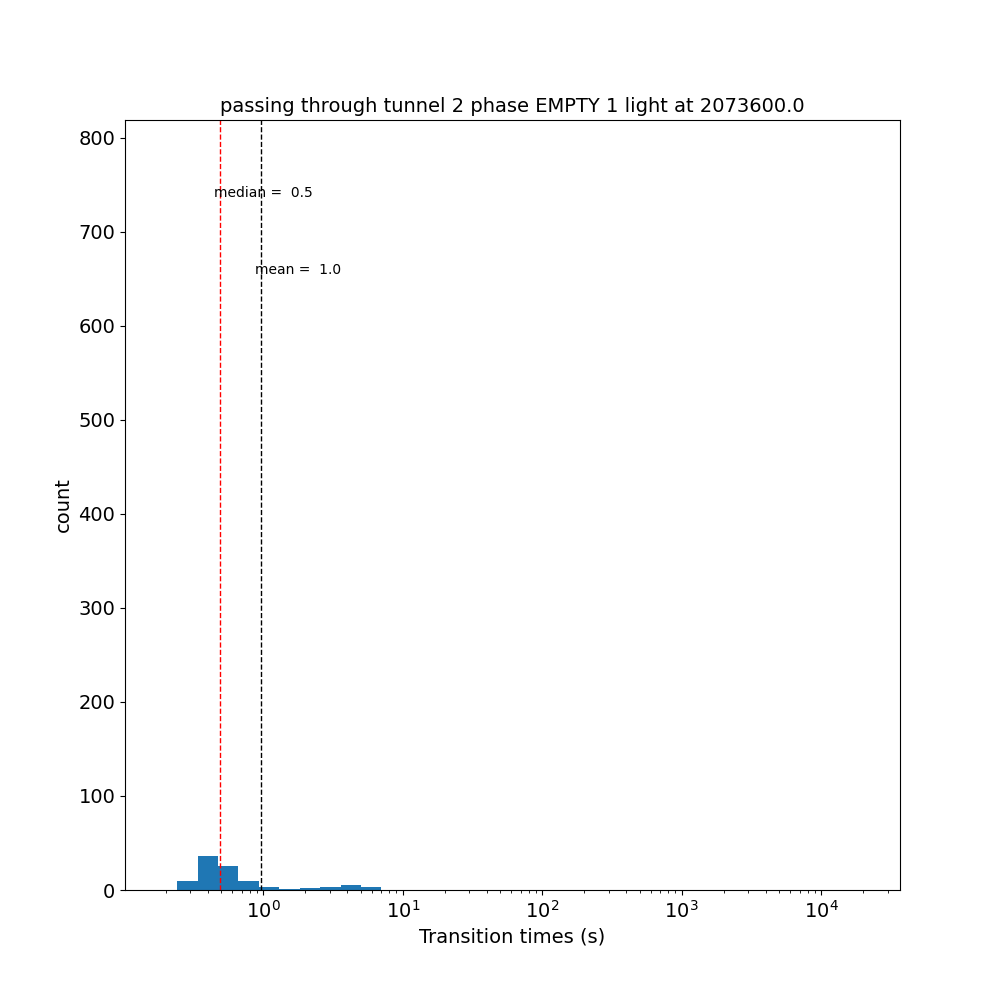 passing through tunnel 2 phase EMPTY 1 light at 2073600.0
800
median =  0.5
700
mean =  1.0
600
500
count
400
300
200
100
0
10^0 10^1 10^2 10^3 10^4
Transition times (s)